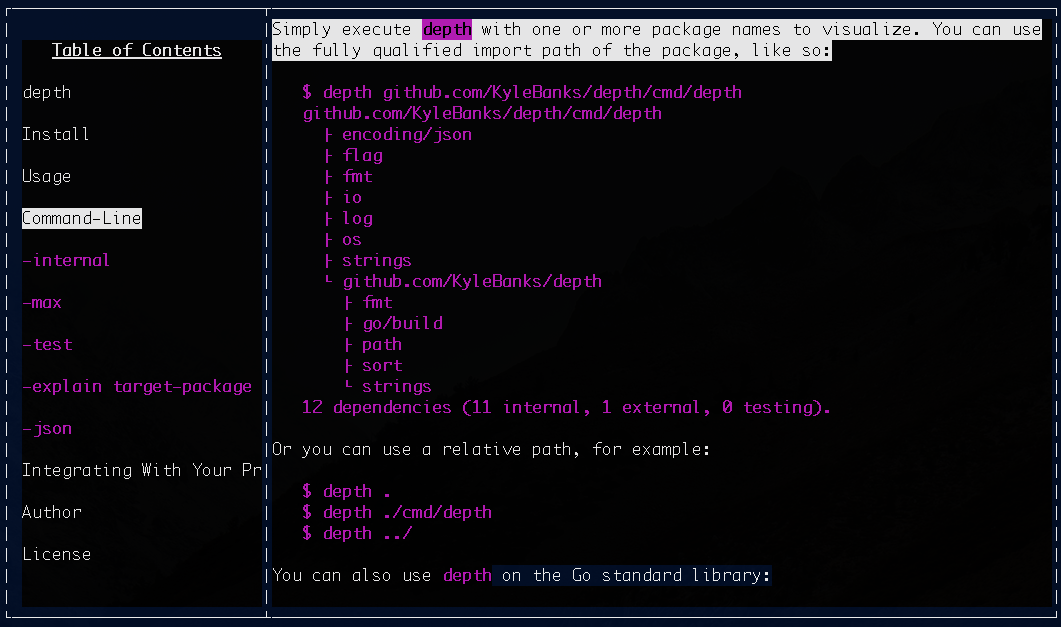 Table of Contents
depth
Install
Usage
Command-Line
-internal
-max
-test
-explain target-package
-json
Integrating With Your Pr
Author
License
Simply execute depth with one or more package names to visualize. You can use
the fully qualified import path of the package, like so:
$ depth github.com/KyleBanks/depth/cmd/depth
github.com/KyleBanks/depth/cmd/depth
├ encoding/json
├ flag
├ fmt
├ io
├ log
├ os
├ strings
└ github.com/KyleBanks/depth
├ fmt
├ go/build
├ path
├ sort
└ strings
12 dependencies (11 internal, 1 external, 0 testing).
Or you can use a relative path, for example:
$ depth .
$ depth ./cmd/depth
$ depth ../
You can also use depth on the Go standard library: